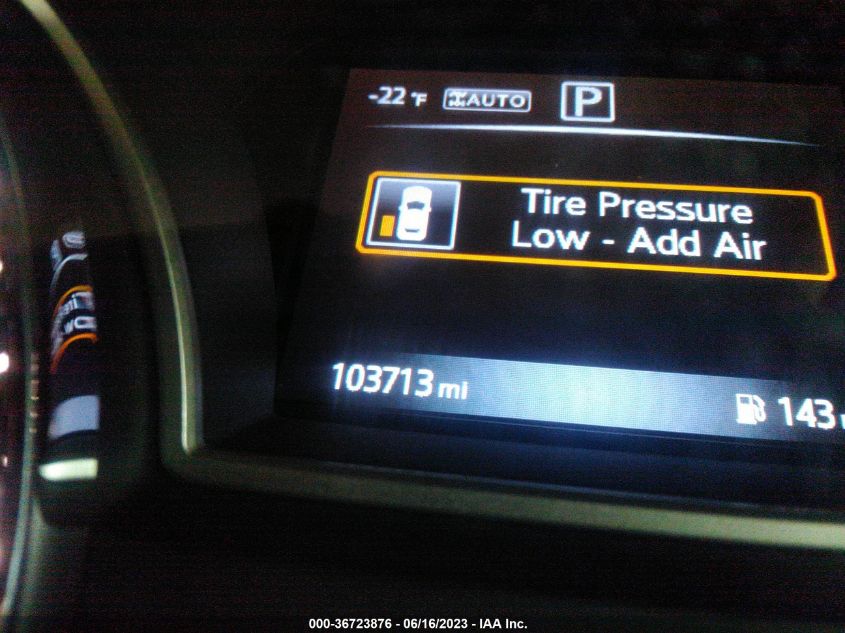 -22 °F AUTO P
Tire Pressure
Low - Add Air
103713 mi 143
000-36723876 - 06/16/2023 - IAA Inc.